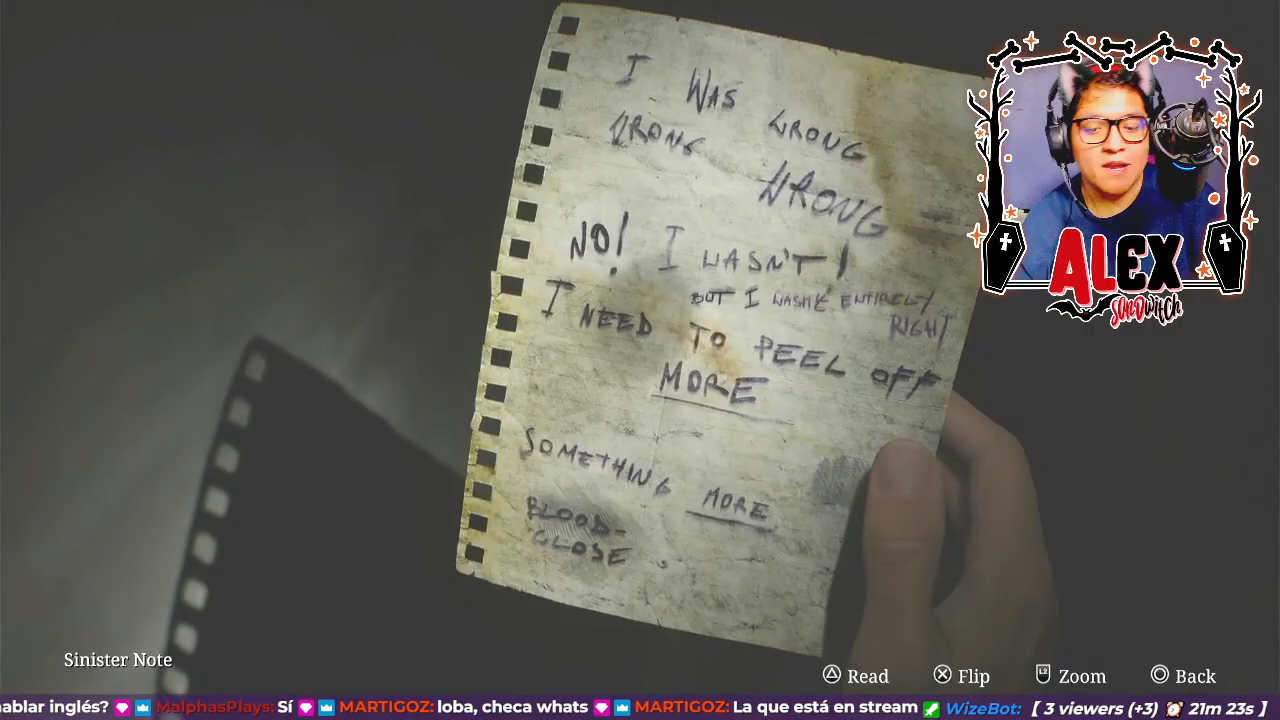 I WAS WRONG
WRONG
WRONG
NO! I WASN'T!
BUT I WASN'T ENTIRELY
RIGHT
I NEED TO PEEL OFF
MORE
SOMETHING MORE
BLOOD-
CLOSE.
ALEX
Sinister Note
Read
Flip
L2 Zoom
Back
hablar inglés? MalphasPlays: Sí MARTIGOZ: loba, checa whats MARTIGOZ: La que está en stream WizeBot: [ 3 viewers (+3) 21m 23s ]